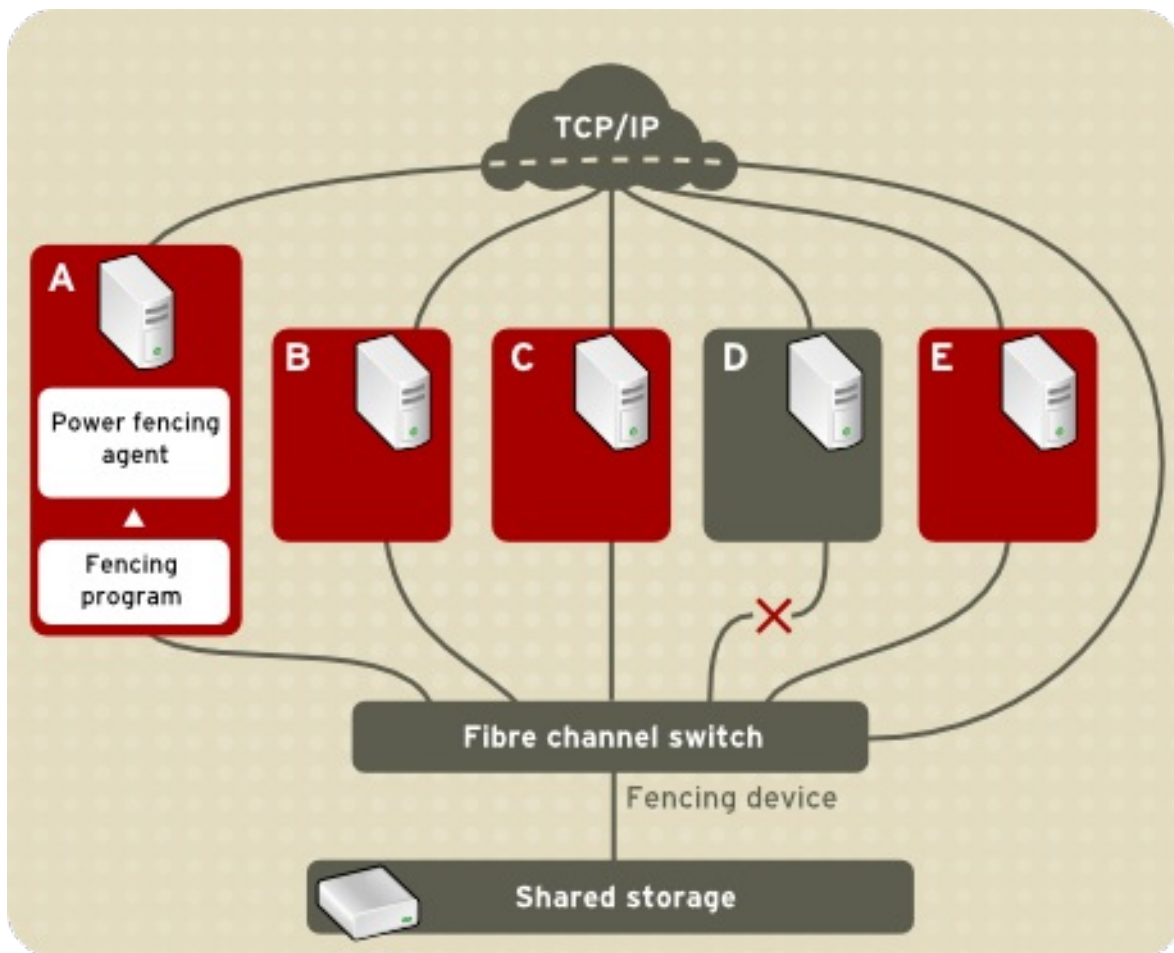 TCP/IP
A
Power fencing
agent
Fencing
program
B
C
D
E
Fibre channel switch
Fencing device
Shared storage